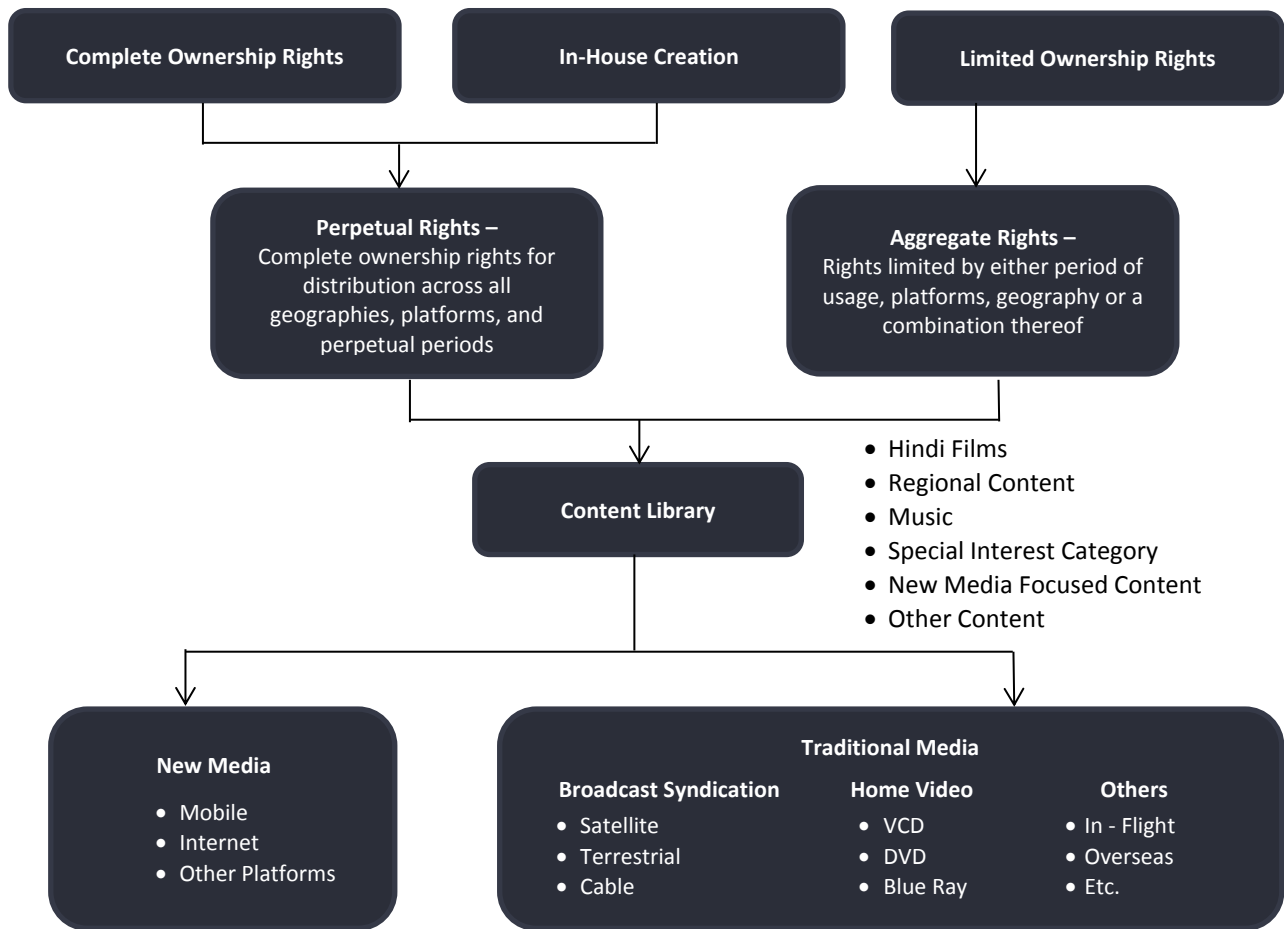 Complete Ownership Rights
In-House Creation
Limited Ownership Rights
Perpetual Rights –
Complete ownership rights for
distribution across all
geographies, platforms, and
perpetual periods
Aggregate Rights –
Rights limited by either period of
usage, platforms, geography or a
combination thereof
Content Library
• Hindi Films
• Regional Content
• Music
• Special Interest Category
• New Media Focused Content
• Other Content
New Media
• Mobile
• Internet
• Other Platforms
Traditional Media
Broadcast Syndication
• Satellite
• Terrestrial
• Cable
Home Video
• VCD
• DVD
• Blue Ray
Others
• In - Flight
• Overseas
• Etc.